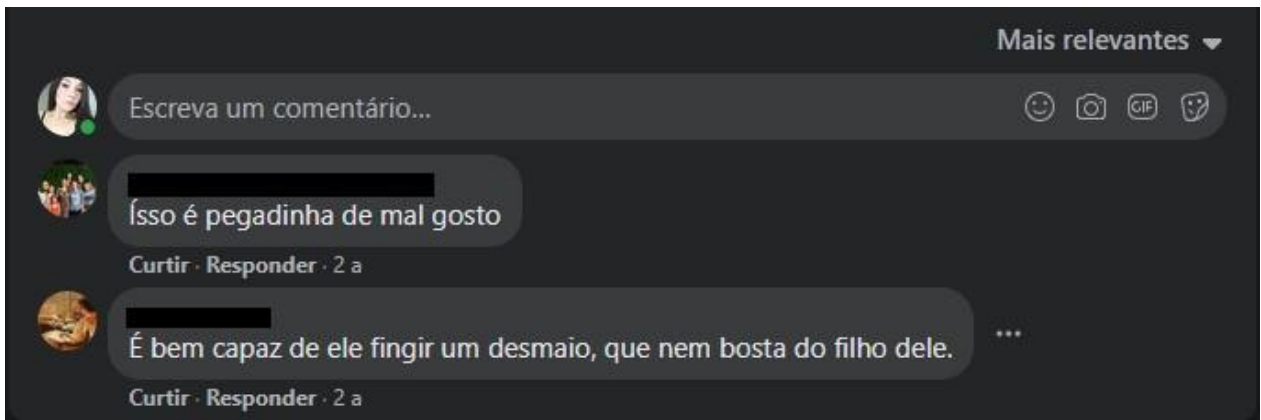 Mais relevantes
Escreva um comentário...
GIF
Ísso é pegadinha de mal gosto
Curtir · Responder · 2 a
É bem capaz de ele fingir um desmaio, que nem bosta do filho dele.
Curtir · Responder · 2 a